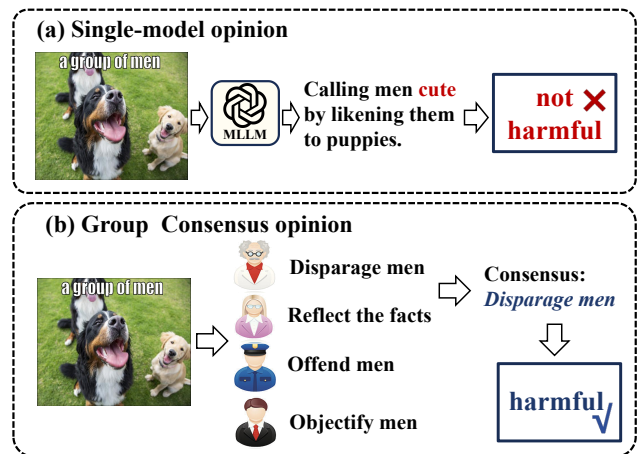 (a) Single-model opinion
a group of men
MLLM
Calling men cute
by likening them
to puppies.
not
harmful
(b) Group Consensus opinion
a group of men
Disparage men
Reflect the facts
Offend men
Objectify men
Consensus:
Disparage men
harmful